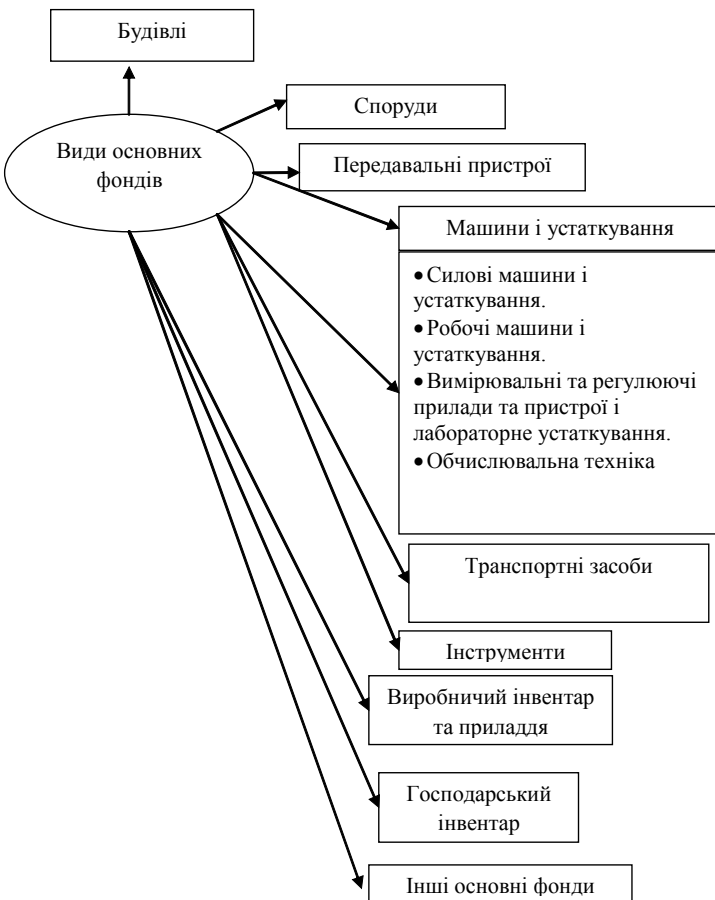 Будівлі
Споруди
Види основних
фондів
Передавальні пристрої
Машини і устаткування
• Силові машини і
устаткування.
• Робочі машини і
устаткування.
• Вимірювальні та регулюючі
прилади та пристрої і
лабораторне устаткування.
• Обчислювальна техніка
Транспортні засоби
Інструменти
Виробничий інвентар
та приладдя
Господарський
інвентар
Інші основні фонди